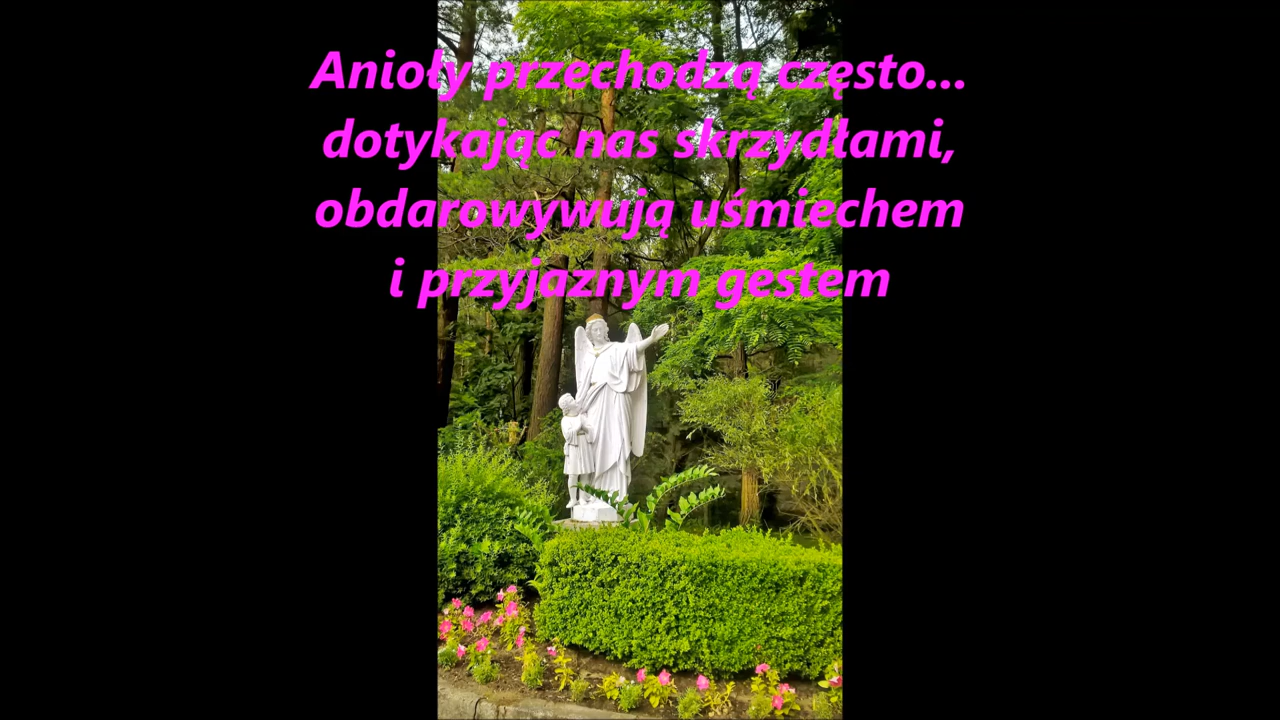 Anioły przechodzą często...
dotykając nas skrzydłami,
obdarowywują uśmiechem
i przyjaznym gestem